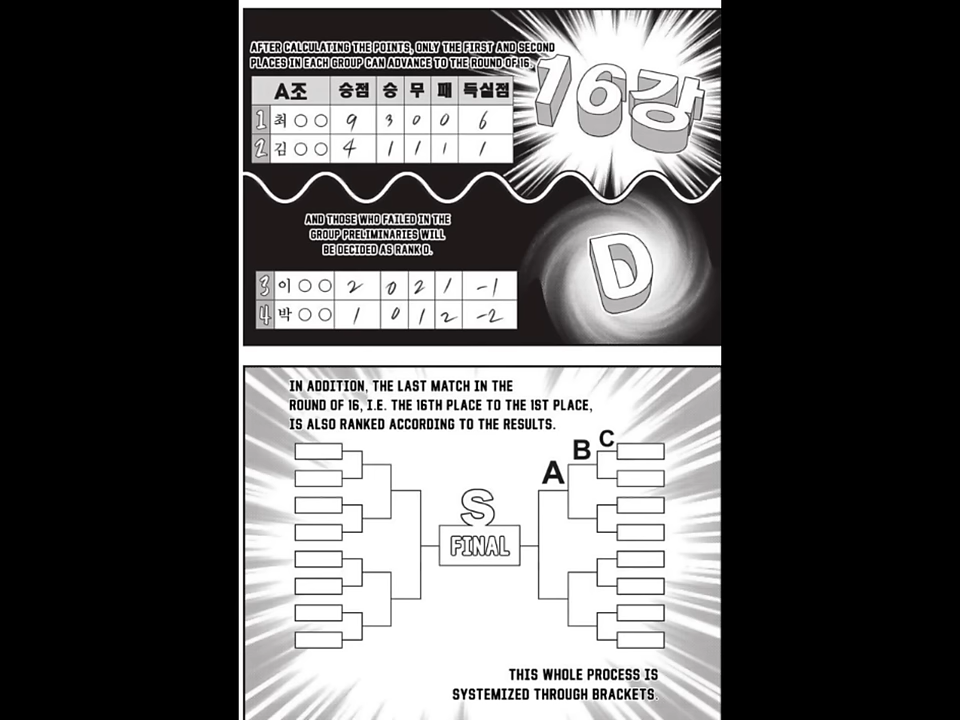 AFTER CALCULATING THE POINTS, ONLY THE FIRST AND SECOND
PLACES IN EACH GROUP CAN ADVANCE TO THE ROUND OF 16.
16강
A조 승점 승 무 패 득실점
1 최 ○ ○ 9 3 0 0 6
2 김 ○ ○ 4 1 1 1 1
AND THOSE WHO FAILED IN THE
GROUP PRELIMINARIES WILL
BE DECIDED AS RANK D.
D
3 이 ○ ○ 2 0 2 1 -1
4 박 ○ ○ 1 0 1 2 -2
IN ADDITION, THE LAST MATCH IN THE
ROUND OF 16, I.E. THE 16TH PLACE TO THE 1ST PLACE,
IS ALSO RANKED ACCORDING TO THE RESULTS.
A B C
S
FINAL
THIS WHOLE PROCESS IS
SYSTEMIZED THROUGH BRACKETS.